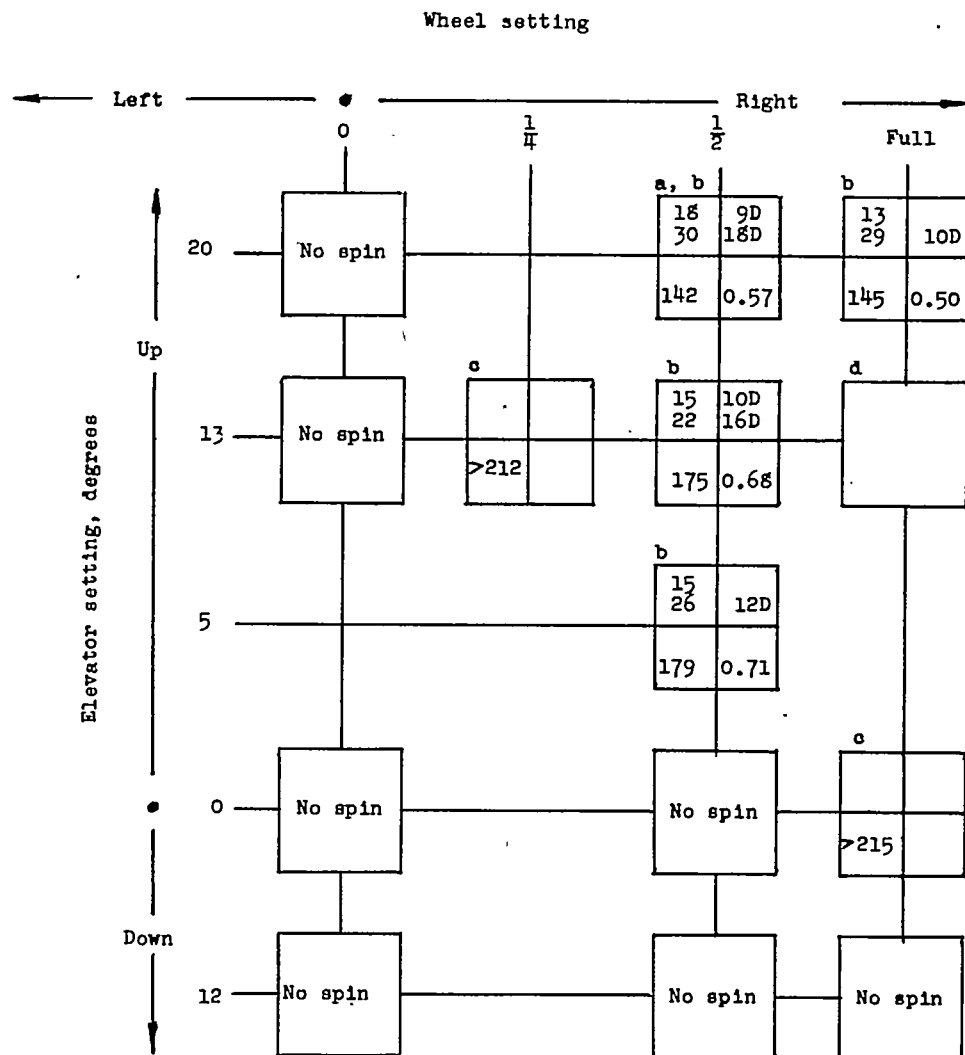 Wheel setting
Left Right
0 1/4 1/2 Full
a, b b
18 9D 13
20 No spin 30 18D 29 10D
142 0.57 145 0.50
Up
c b d
15 10D
13 No spin 22 16D
>212 175 0.68
Elevator setting, degrees
b
15
5 26 12D
179 0.71
c
0 No spin No spin
>215
Down
12 No spin No spin No spin